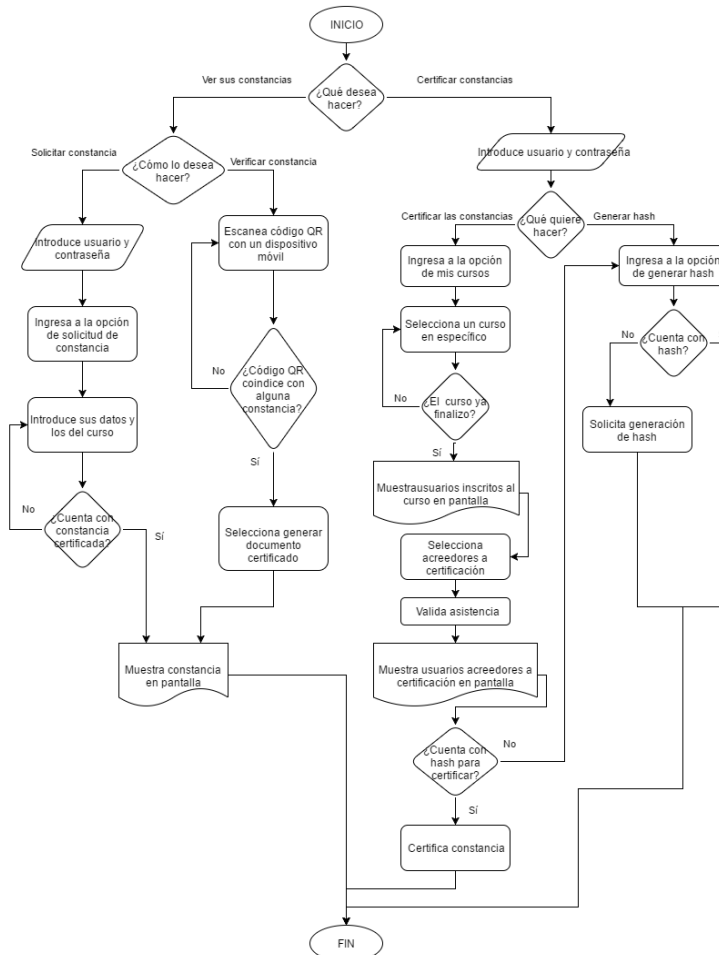 INICIO
Ver sus constancias
Certificar constancias
¿Qué desea
hacer?
Solicitar constancia
¿Cómo lo desea
hacer?
Verificar constancia
Introduce usuario y contraseña
Introduce usuario y
contraseña
Escanea código QR
con un dispositivo
móvil
Certificar las constancias
¿Qué quiere
hacer?
Generar hash
Ingresa a la opción
de mis cursos
Ingresa a la opción
de generar hash
Ingresa a la opción
de solicitud de
constancia
Selecciona un curso
en específico
No
¿Cuenta con
hash?
No
¿Código QR
coindice con
alguna
constancia?
No
¿El curso ya
finalizo?
Introduce sus datos y
los del curso
Solicita generación
de hash
Sí
Sí
Muestrausuarios inscritos al
curso en pantalla
No
¿Cuenta con
constancia
certificada?
Sí
Selecciona generar
documento
certificado
Selecciona
acreedores a
certificación
Valida asistencia
Muestra constancia
en pantalla
Muestra usuarios acreedores a
certificación en pantalla
¿Cuenta con
hash para
certificar?
No
Sí
Certifica constancia
FIN